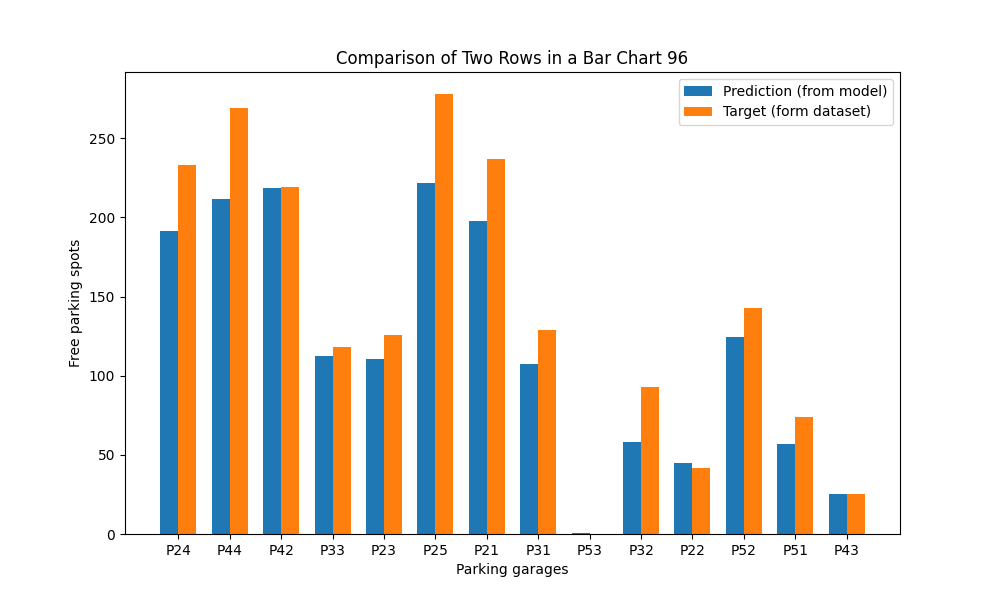 Comparison of Two Rows in a Bar Chart 96
Prediction (from model)
Target (form dataset)
Free parking spots
250
200
150
100
50
0
P24 P44 P42 P33 P23 P25 P21 P31 P53 P32 P22 P52 P51 P43
Parking garages